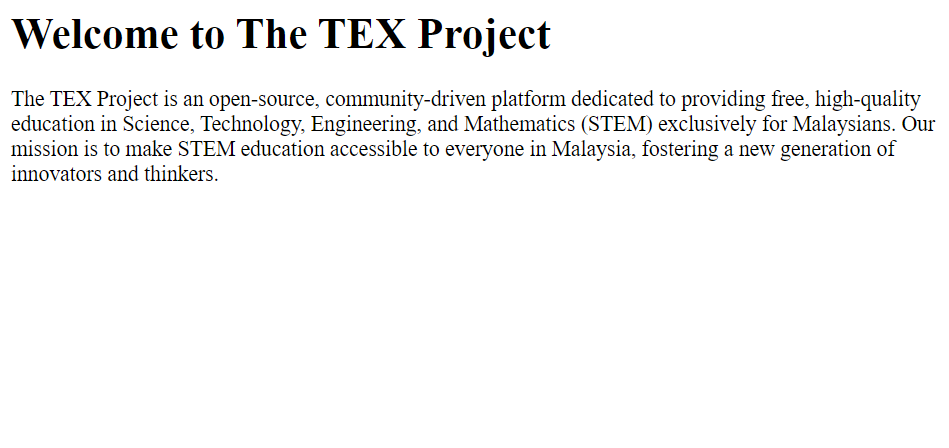 Welcome to The TEX Project
The TEX Project is an open-source, community-driven platform dedicated to providing free, high-quality
education in Science, Technology, Engineering, and Mathematics (STEM) exclusively for Malaysians. Our
mission is to make STEM education accessible to everyone in Malaysia, fostering a new generation of
innovators and thinkers.